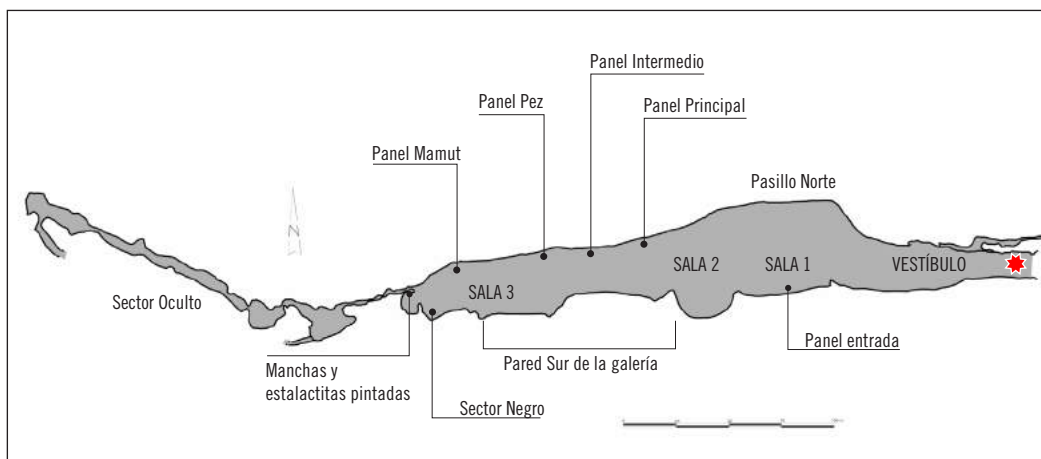 Panel Intermedio
Panel Pez
Panel Principal
Panel Mamut
Pasillo Norte
N
SALA 2
SALA 1
VESTÍBULO
SALA 3
Sector Oculto
Panel entrada
Manchas y
estalactitas pintadas
Pared Sur de la galería
Sector Negro